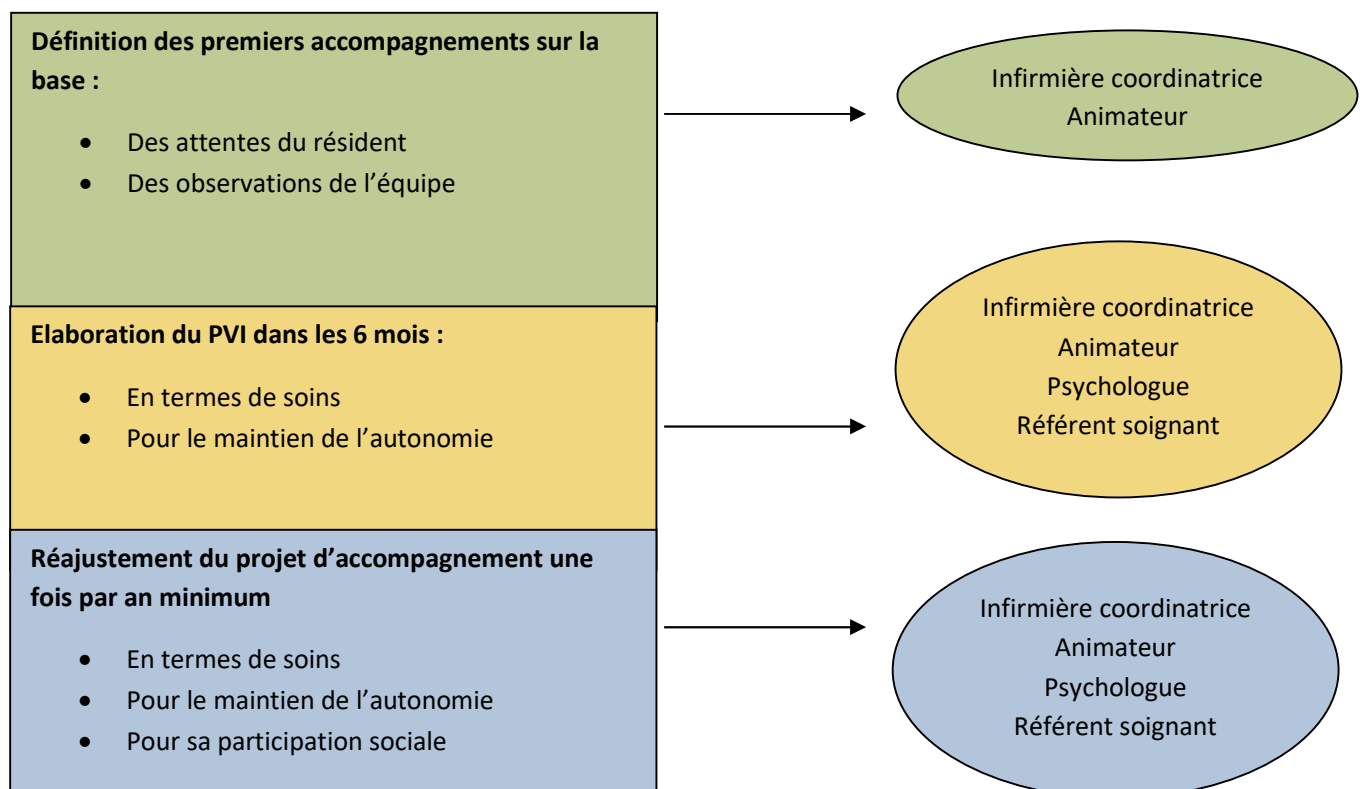 Définition des premiers accompagnements sur la
base :
• Des attentes du résident
• Des observations de l’équipe
Infirmière coordinatrice
Animateur
Elaboration du PVI dans les 6 mois :
• En termes de soins
• Pour le maintien de l’autonomie
Infirmière coordinatrice
Animateur
Psychologue
Référent soignant
Réajustement du projet d’accompagnement une
fois par an minimum
• En termes de soins
• Pour le maintien de l’autonomie
• Pour sa participation sociale
Infirmière coordinatrice
Animateur
Psychologue
Référent soignant